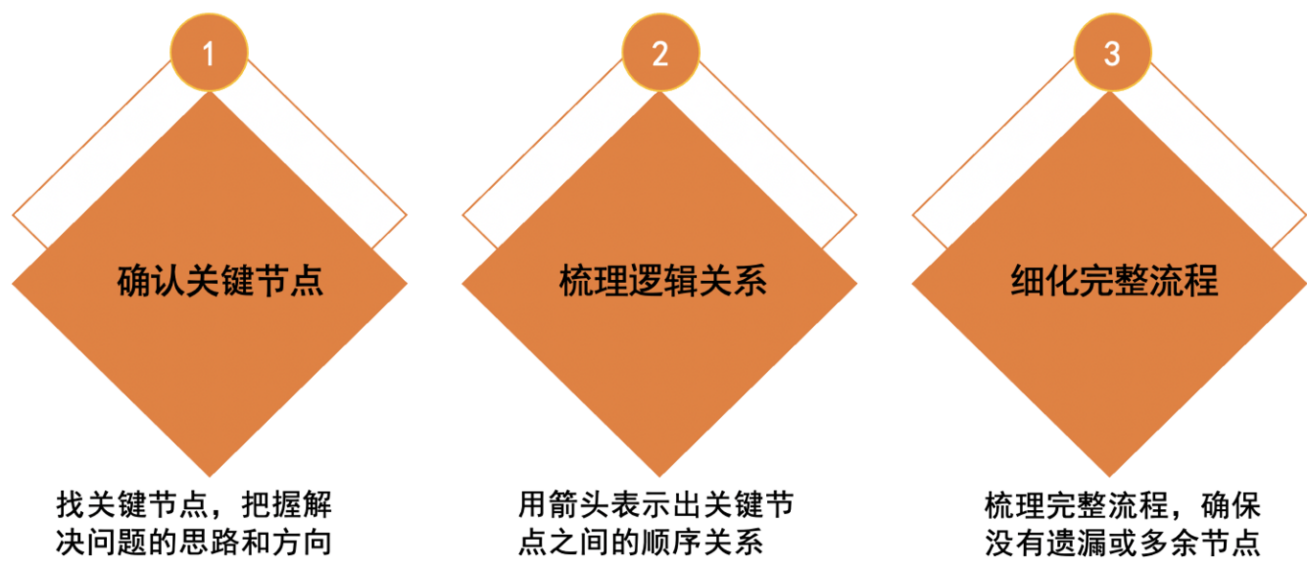 1
确认关键节点
找关键节点，把握解
决问题的思路和方向
2
梳理逻辑关系
用箭头表示出关键节
点之间的顺序关系
3
细化完整流程
梳理完整流程，确保
没有遗漏或多余节点